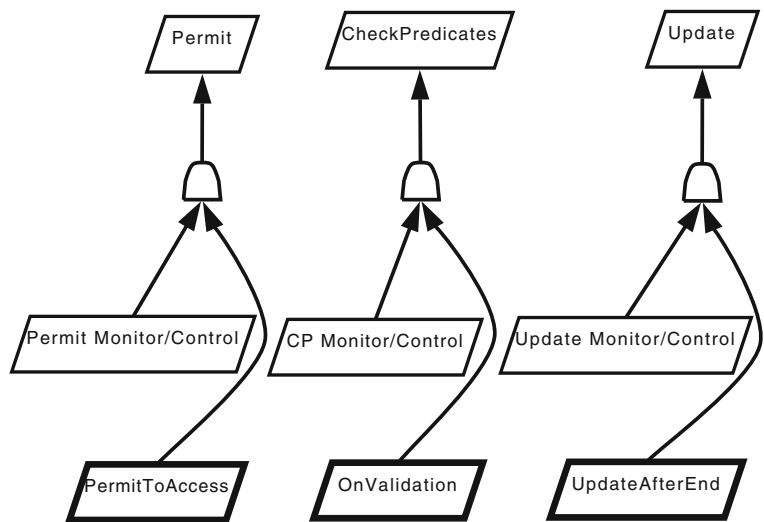 Permit
CheckPredicates
Update
Permit Monitor/Control
CP Monitor/Control
Update Monitor/Control
PermitToAccess
OnValidation
UpdateAfterEnd